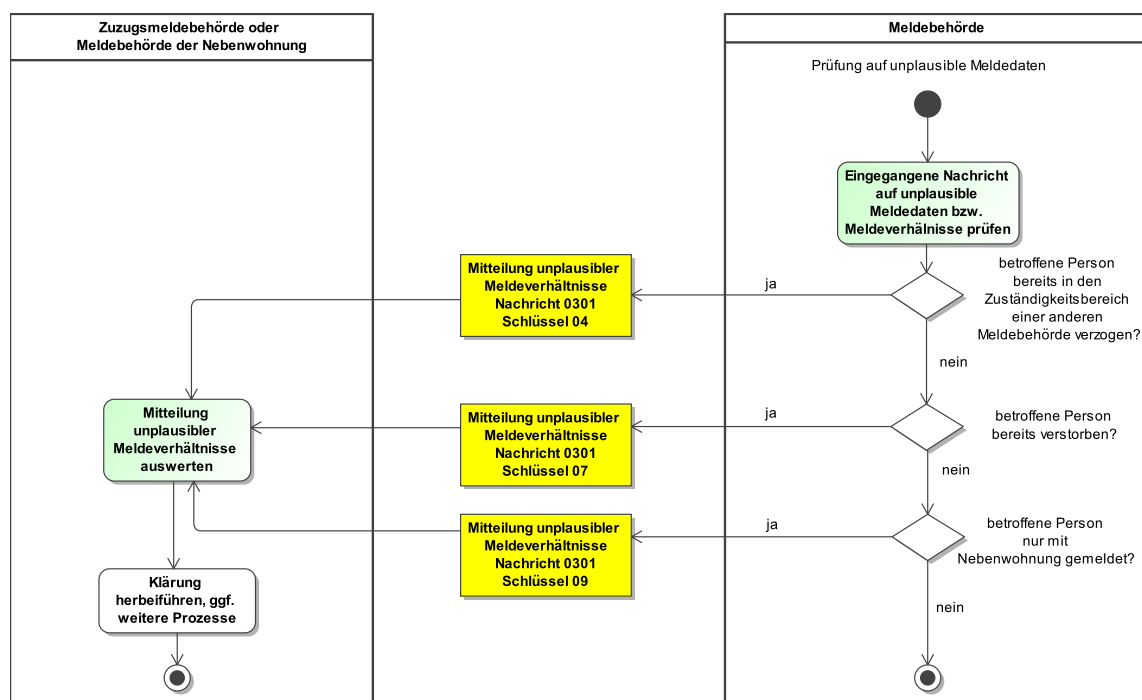 Zuzugsmeldebehörde oder
Meldebehörde der Nebenwohnung
Meldebehörde
Prüfung auf unplausible Meldedaten
Eingegangene Nachricht
auf unplausible
Meldedaten bzw.
Meldeverhälnisse prüfen
betroffene Person
bereits in den
Zuständigkeitsbereich
einer anderen
Meldebehörde verzogen?
ja
Mitteilung unplausibler
Meldeverhältnisse
Nachricht 0301
Schlüssel 04
nein
betroffene Person
bereits verstorben?
ja
Mitteilung unplausibler
Meldeverhältnisse
Nachricht 0301
Schlüssel 07
Mitteilung
unplausibler
Meldeverhältnisse
auswerten
nein
betroffene Person
nur mit
Nebenwohnung gemeldet?
ja
Mitteilung unplausibler
Meldeverhältnisse
Nachricht 0301
Schlüssel 09
Klärung
herbeiführen, ggf.
weitere Prozesse
nein